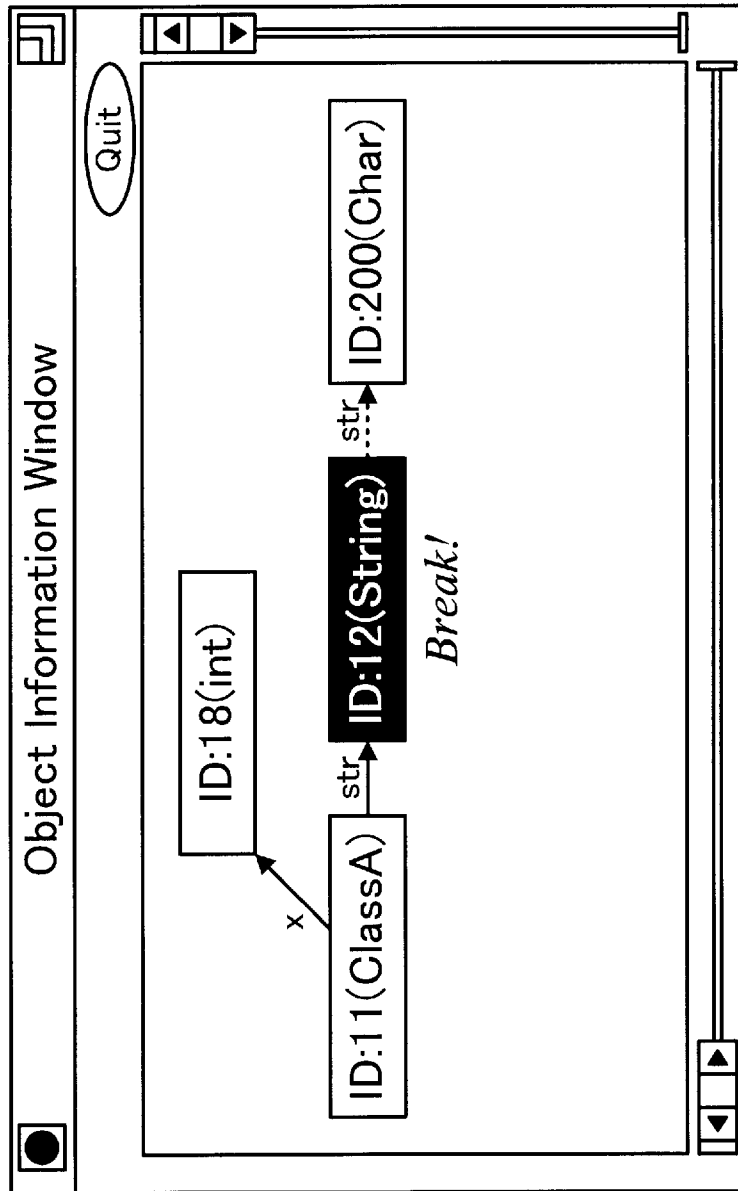 Object Information Window
Quit
ID:18(int)
x
ID:11(ClassA)
str
ID:12(String)
str
ID:200(Char)
Break!